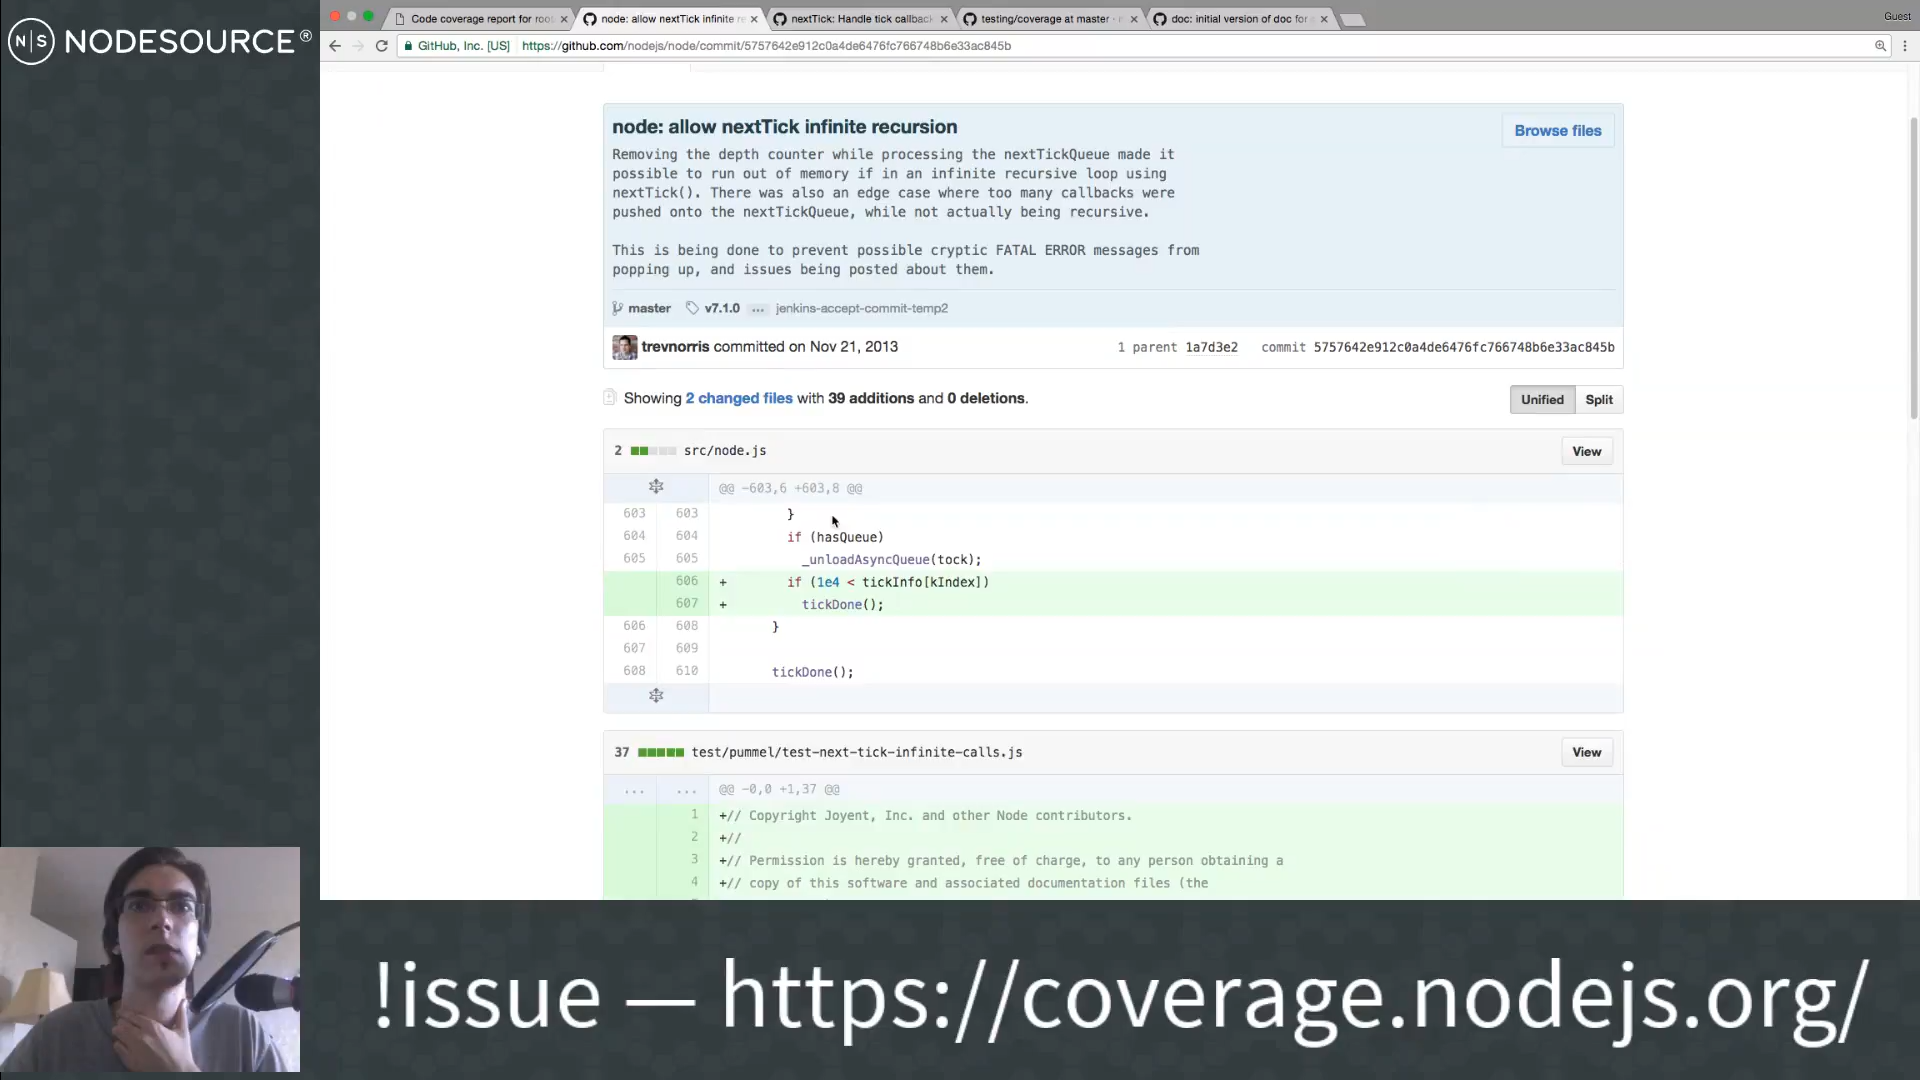 N|S NODESOURCE®
Code coverage report for root
node: allow nextTick infinite re
nextTick: Handle tick callback
testing/coverage at master · n
doc: initial version of doc for
Guest
GitHub, Inc. [US] https://github.com/nodejs/node/commit/5757642e912c0a4de6476fc766748b6e33ac845b
node: allow nextTick infinite recursion
Browse files
Removing the depth counter while processing the nextTickQueue made it
possible to run out of memory if in an infinite recursive loop using
nextTick(). There was also an edge case where too many callbacks were
pushed onto the nextTickQueue, while not actually being recursive.
This is being done to prevent possible cryptic FATAL ERROR messages from
popping up, and issues being posted about them.
master v7.1.0 ... jenkins-accept-commit-temp2
trevnorris committed on Nov 21, 2013
1 parent 1a7d3e2 commit 5757642e912c0a4de6476fc766748b6e33ac845b
Showing 2 changed files with 39 additions and 0 deletions.
Unified Split
2 src/node.js
View
@@ -603,6 +603,8 @@
603 603 }
604 604 if (hasQueue)
605 605 _unloadAsyncQueue(tock);
606 + if (1e4 < tickInfo[kIndex])
607 + tickDone();
606 608 }
607 609
608 610 tickDone();
37 test/pummel/test-next-tick-infinite-calls.js
View
... ... @@ -0,0 +1,37 @@
1 +// Copyright Joyent, Inc. and other Node contributors.
2 +//
3 +// Permission is hereby granted, free of charge, to any person obtaining a
4 +// copy of this software and associated documentation files (the
!issue — https://coverage.nodejs.org/